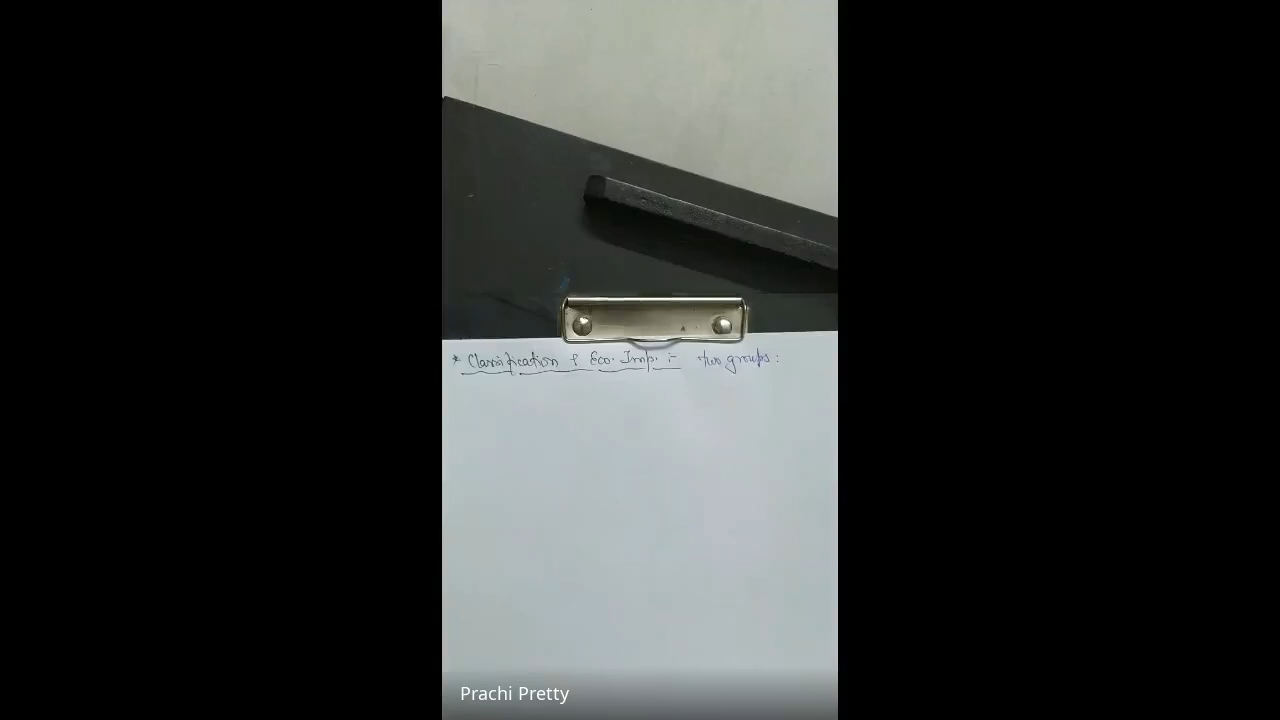 * Classification & Eco. Imp. :- two groups :
Prachi Pretty